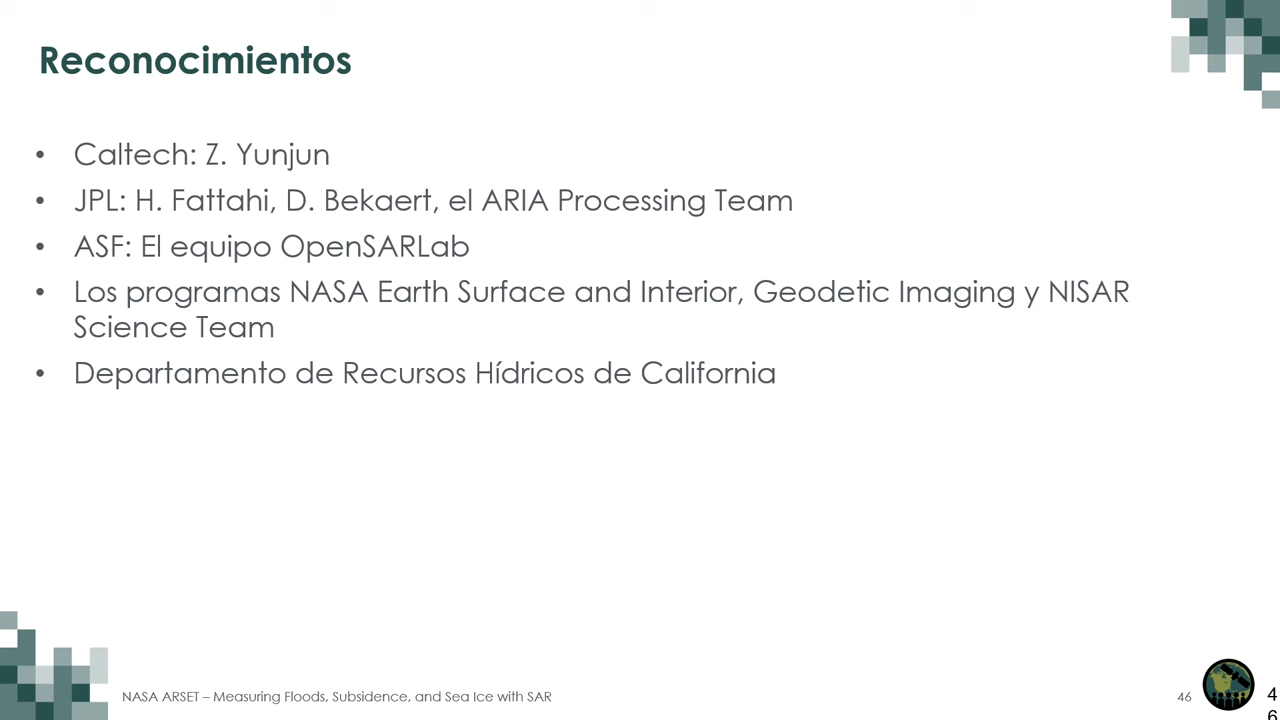 Reconocimientos
• Caltech: Z. Yunjun
• JPL: H. Fattahi, D. Bekaert, el ARIA Processing Team
• ASF: El equipo OpenSARLab
• Los programas NASA Earth Surface and Interior, Geodetic Imaging y NISAR
Science Team
• Departamento de Recursos Hídricos de California
NASA ARSET – Measuring Floods, Subsidence, and Sea Ice with SAR
46
4
6